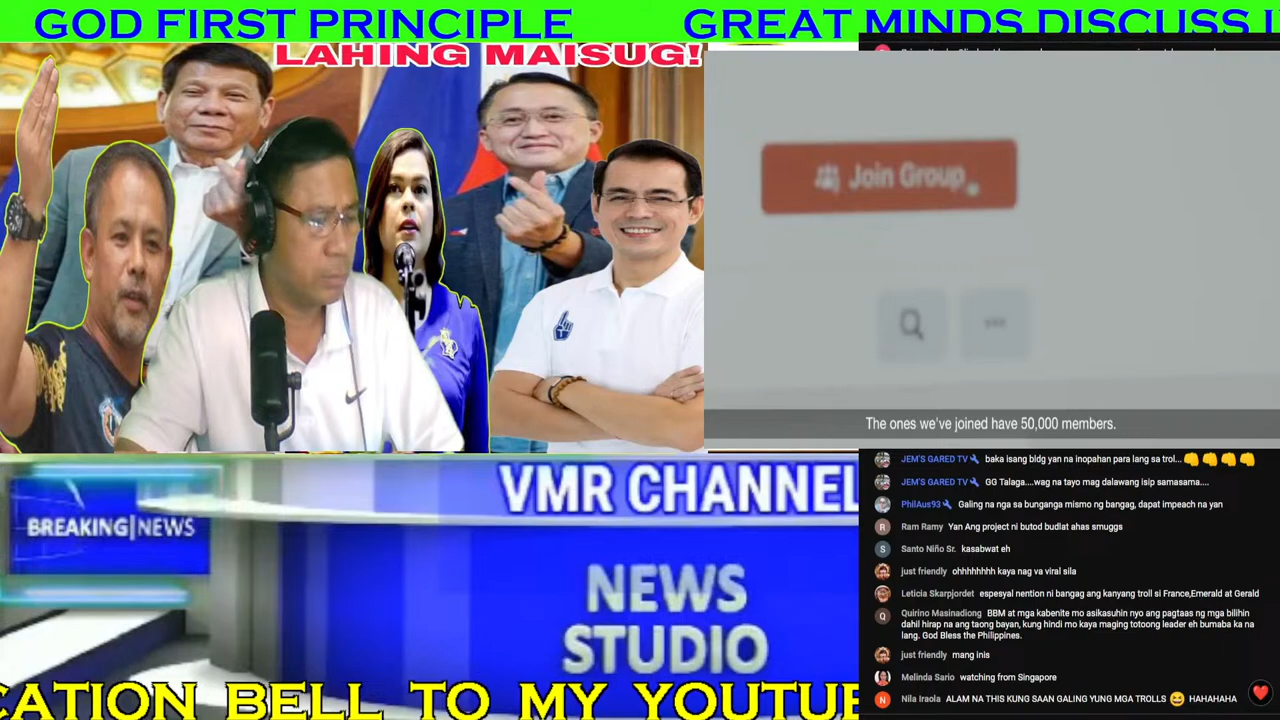 GOD FIRST PRINCIPLE
GREAT MINDS DISCUSS
LAHING MAISUG!
Join Group
The ones we've joined have 50,000 members.
VMR CHANNEL
BREAKING|NEWS
NEWS
STUDIO
CATION BELL TO MY YOUTUBE
JEM'S GARED TV baka isang bldg yan na inopahan para lang sa trol... 👊👊👊👊
JEM'S GARED TV GG Talaga....wag na tayo mag dalawang isip samasama....
PhilAus93 Galing na nga sa bunganga mismo ng bangag, dapat impeach na yan
R Ram Ramy Yan Ang project ni butod budlat ahas smuggs
S Santo Niño Sr. kasabwat eh
just friendly ohhhhhhhh kaya nag va viral sila
Leticia Skarpjordet espesyal nention ni bangag ang kanyang troll si France,Emerald at Gerald
Q Quirino Masinadiong BBM at mga kabenite mo asikasuhin nyo ang pagtaas ng mga bilihin
dahil hirap na ang taong bayan, kung hindi mo kaya maging totoong leader eh bumaba ka na
lang. God Bless the Philippines.
just friendly mang inis
Melinda Sario watching from Singapore
N Nila Iraola ALAM NA THIS KUNG SAAN GALING YUNG MGA TROLLS 😆 HAHAHAHA